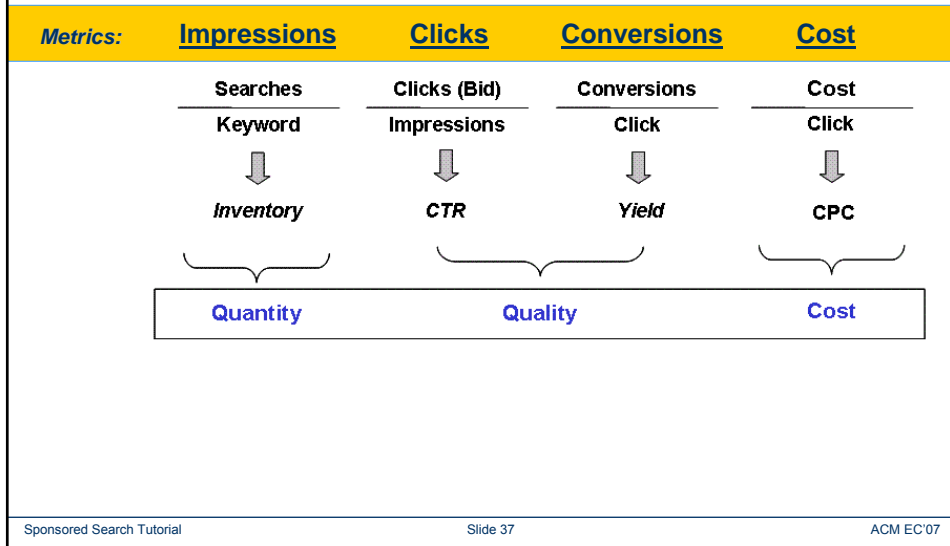 Metrics: Impressions Clicks Conversions Cost
Searches Clicks (Bid) Conversions Cost
Keyword Impressions Click Click
Inventory CTR Yield CPC
Quantity Quality Cost
Sponsored Search Tutorial Slide 37 ACM EC'07